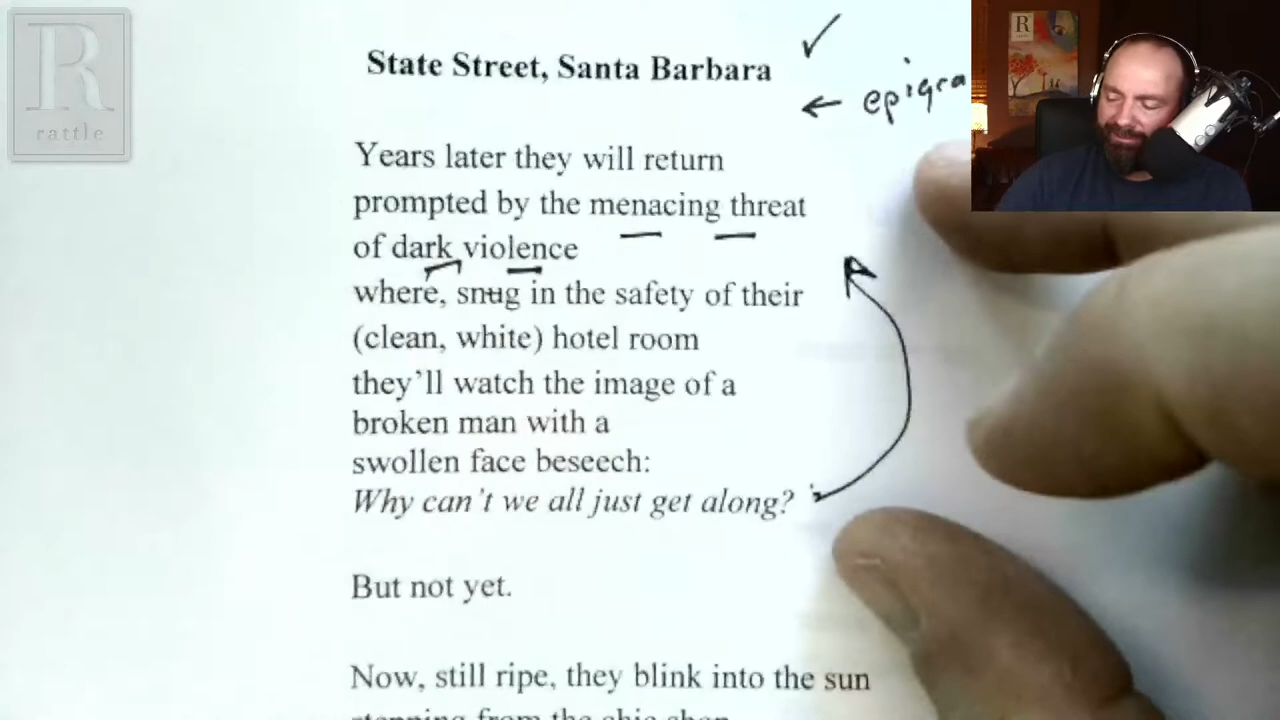 R
rattle
State Street, Santa Barbara
← epigra
Years later they will return
prompted by the menacing threat
of dark violence
where, snug in the safety of their
(clean, white) hotel room
they'll watch the image of a
broken man with a
swollen face beseech:
Why can't we all just get along?
But not yet.
Now, still ripe, they blink into the sun
R